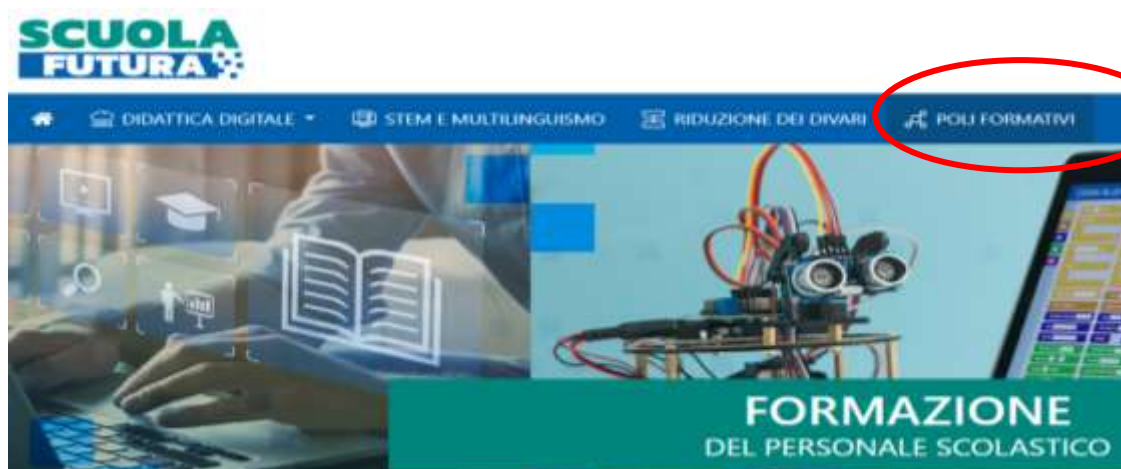 SCUOLA
FUTURA
DIDATTICA DIGITALE STEM E MULTILINGUISMO RIDUZIONE DEI DIVARI POLI FORMATIVI
FORMAZIONE
DEL PERSONALE SCOLASTICO